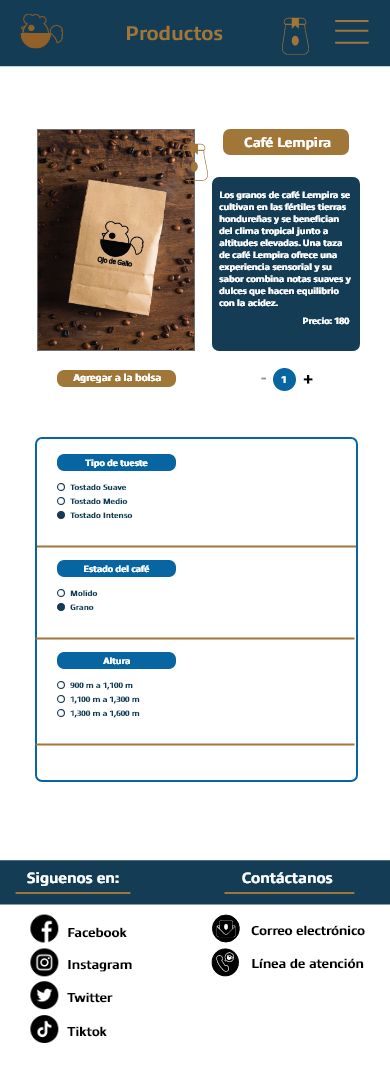 Productos
Ojo de Gallo
Café Lempira
Los granos de café Lempira se
cultivan en las fértiles tierras
hondureñas y se benefician
del clima tropical junto a
altitudes elevadas. Una taza
de café Lempira ofrece una
experiencia sensorial y su
sabor combina notas suaves y
dulces que hacen equilibrio
con la acidez.
Precio: 180
Agregar a la bolsa
- 1 +
Tipo de tueste
Tostado Suave
Tostado Medio
Tostado Intenso
Estado del café
Molido
Grano
Altura
900 m a 1,100 m
1,100 m a 1,300 m
1,300 m a 1,600 m
Siguenos en:
Facebook
Instagram
Twitter
Tiktok
Contáctanos
Correo electrónico
Línea de atención